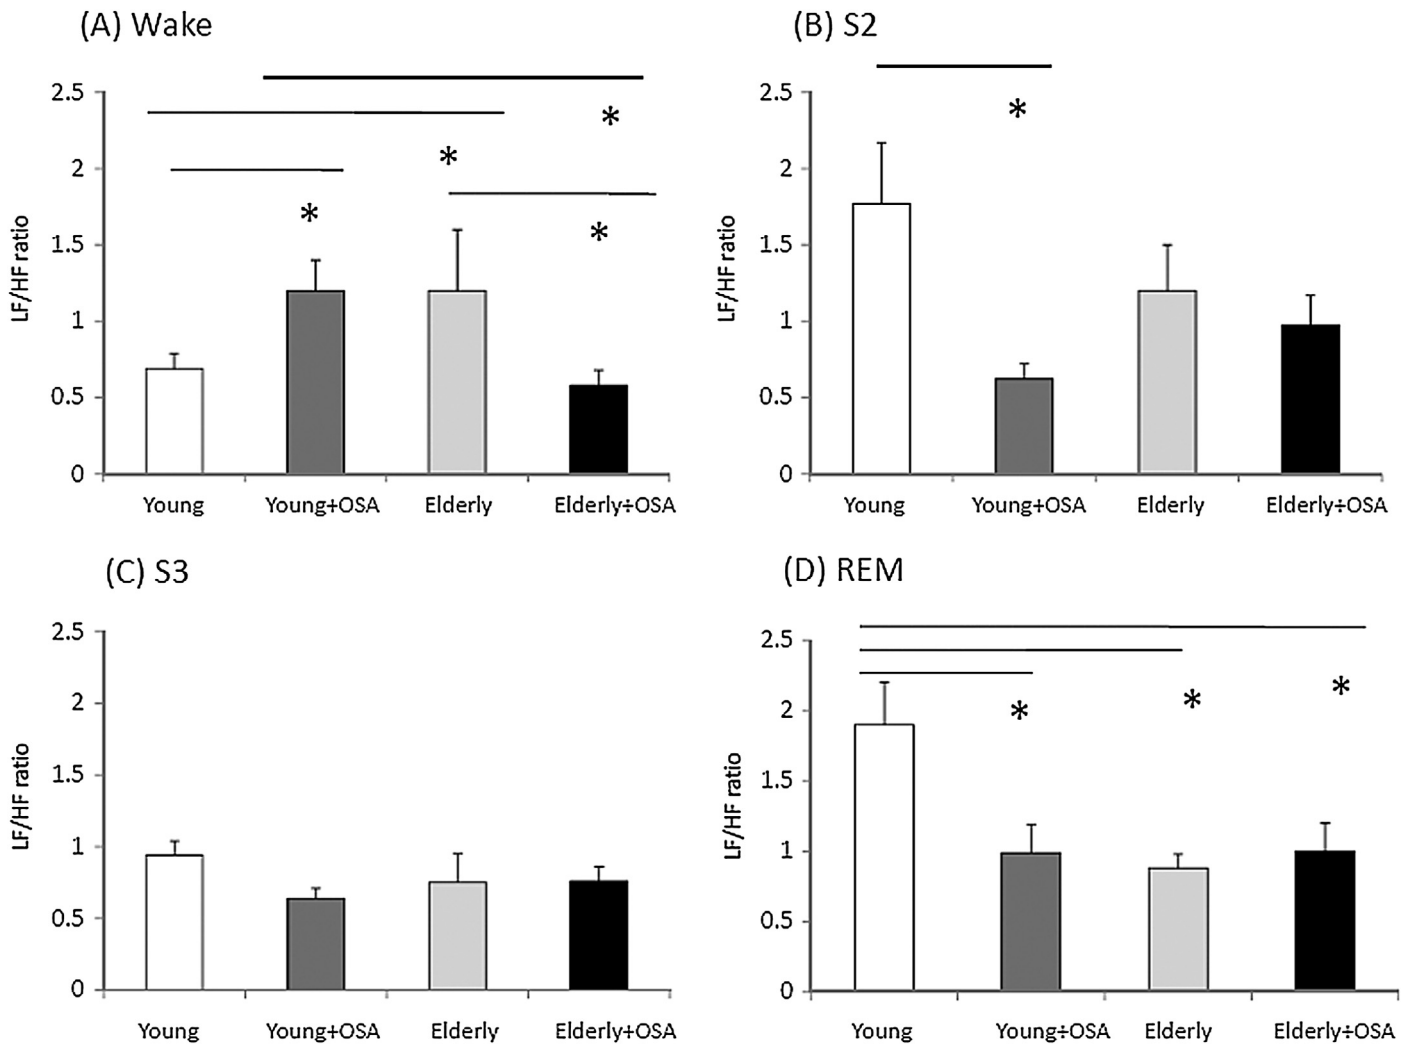 (A) Wake
2.5
2
1.5
1
0.5
0
LF/HF ratio
*
*
*
*
Young Young+OSA Elderly Elderly÷OSA
(B) S2
2.5
2
1.5
1
0.5
0
LF/HF ratio
*
Young Young+OSA Elderly Elderly÷OSA
(C) S3
2.5
2
1.5
1
0.5
0
LF/HF ratio
Young Young+OSA Elderly Elderly+OSA
(D) REM
2.5
2
1.5
1
0.5
0
LF/HF ratio
*
*
*
Young Young÷OSA Elderly Elderly÷OSA